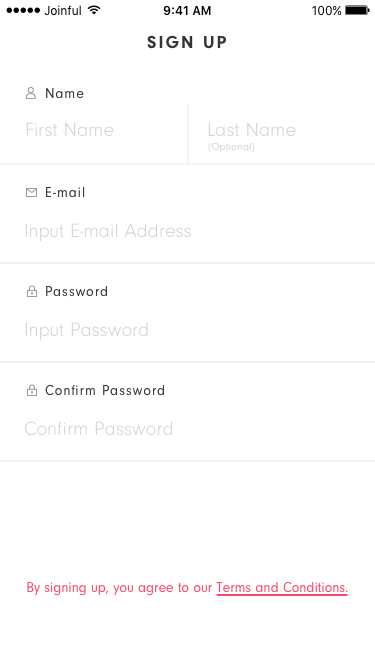 Joinful 9:41 AM 100%
SIGN UP
Name
First Name Last Name
(Optional)
E-mail
Input E-mail Address
Password
Input Password
Confirm Password
Confirm Password
By signing up, you agree to our Terms and Conditions.